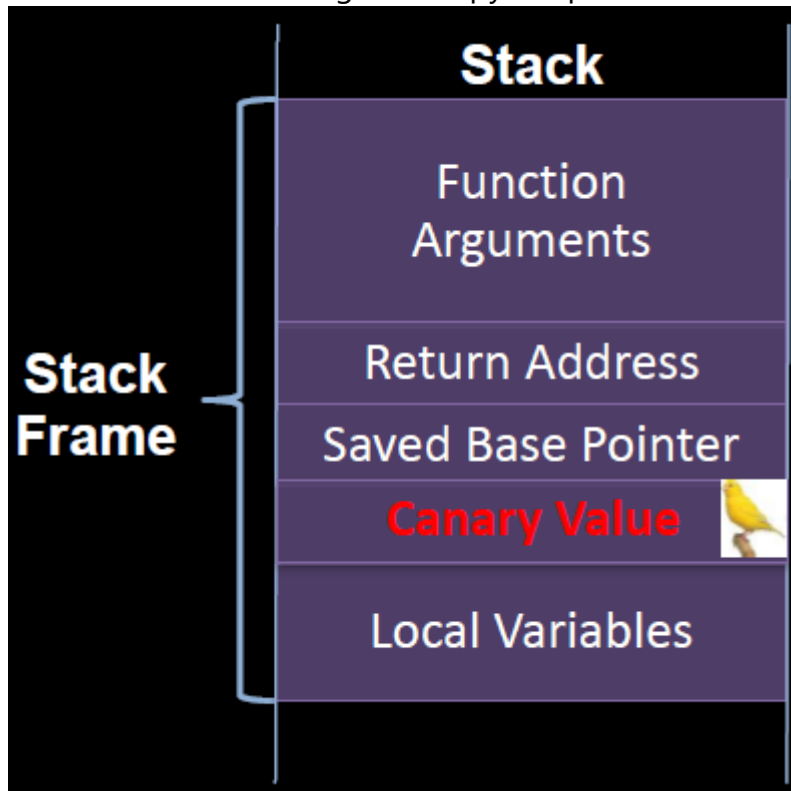 Stack
Function
Arguments
Return Address
Stack
Frame
Saved Base Pointer
Canary Value
Local Variables